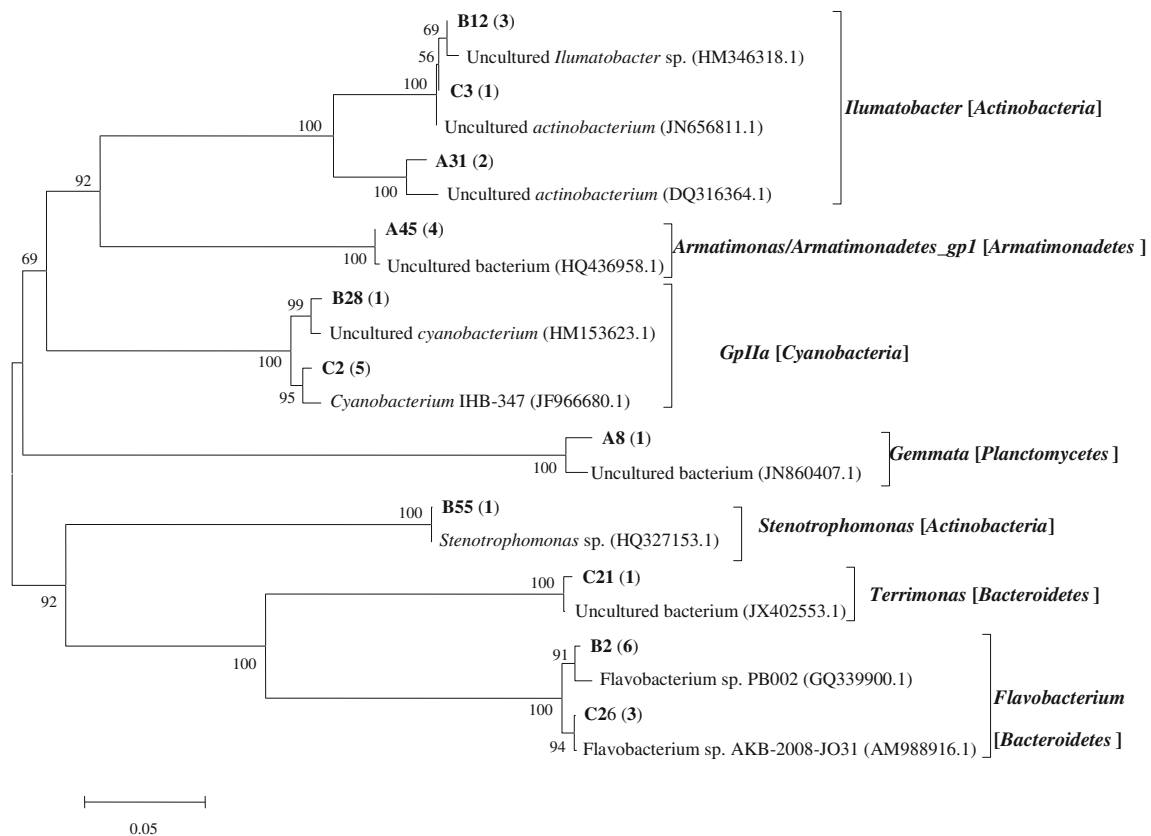 B12 (3)
69
Uncultured Ilumatobacter sp. (HM346318.1)
56
100
C3 (1)
Ilumatobacter [Actinobacteria]
100
Uncultured actinobacterium (JN656811.1)
A31 (2)
92
100
Uncultured actinobacterium (DQ316364.1)
A45 (4)
Armatimonas/Armatimonadetes_gp1 [Armatimonadetes ]
69
100
Uncultured bacterium (HQ436958.1)
B28 (1)
99
Uncultured cyanobacterium (HM153623.1)
GpIIa [Cyanobacteria]
100
C2 (5)
95
Cyanobacterium IHB-347 (JF966680.1)
A8 (1)
Gemmata [Planctomycetes ]
100
Uncultured bacterium (JN860407.1)
B55 (1)
100
Stenotrophomonas [Actinobacteria]
Stenotrophomonas sp. (HQ327153.1)
C21 (1)
100
Terrimonas [Bacteroidetes ]
92
Uncultured bacterium (JX402553.1)
B2 (6)
91
100
Flavobacterium sp. PB002 (GQ339900.1)
Flavobacterium
100
C26 (3)
[Bacteroidetes ]
94
Flavobacterium sp. AKB-2008-JO31 (AM988916.1)
0.05